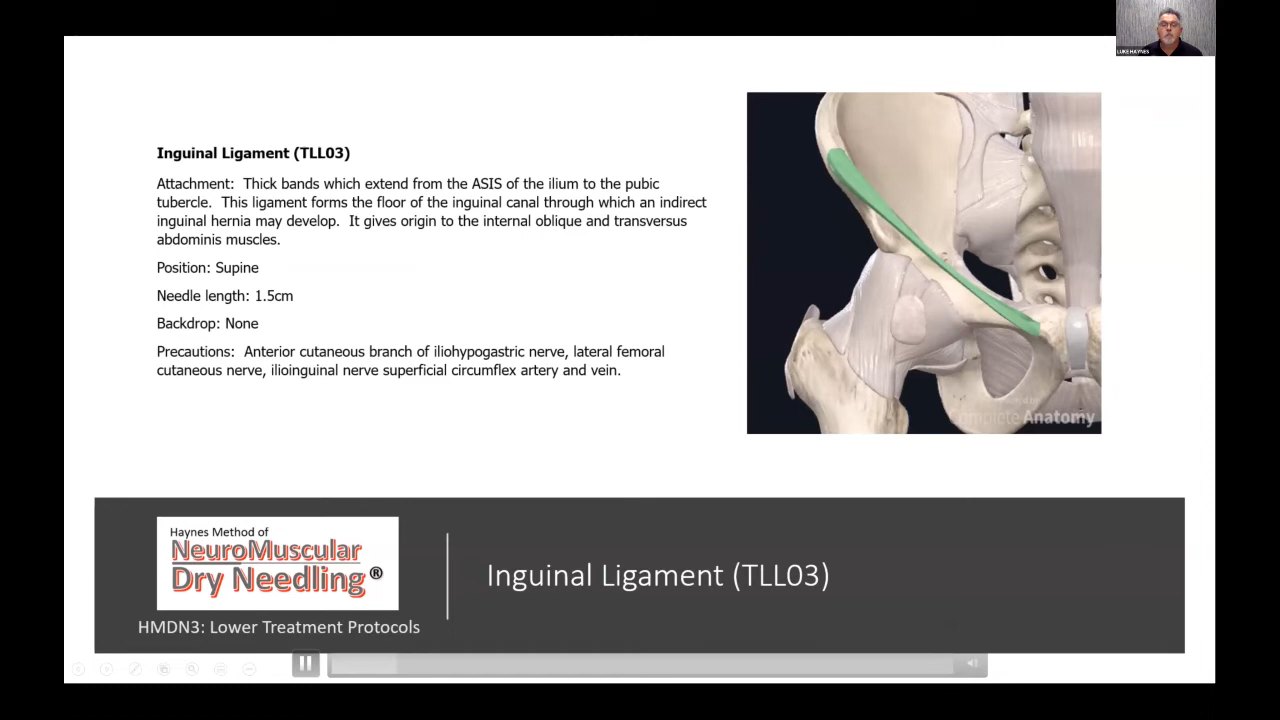 LUKE HAYNES
Inguinal Ligament (TLL03)
Attachment: Thick bands which extend from the ASIS of the ilium to the pubic
tubercle. This ligament forms the floor of the inguinal canal through which an indirect
inguinal hernia may develop. It gives origin to the internal oblique and transversus
abdominis muscles.
Position: Supine
Needle length: 1.5cm
Backdrop: None
Precautions: Anterior cutaneous branch of iliohypogastric nerve, lateral femoral
cutaneous nerve, ilioinguinal nerve superficial circumflex artery and vein.
Complete Anatomy
Haynes Method of
NeuroMuscular
Dry Needling®
HMDN3: Lower Treatment Protocols
Inguinal Ligament (TLL03)